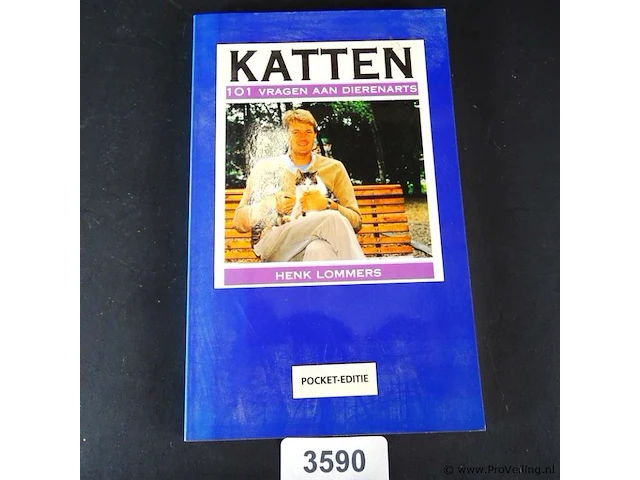 KATTEN
101 VRAGEN AAN DIERENARTS
HENK LOMMERS
POCKET-EDITIE
3590
© www.ProVeiling.nl